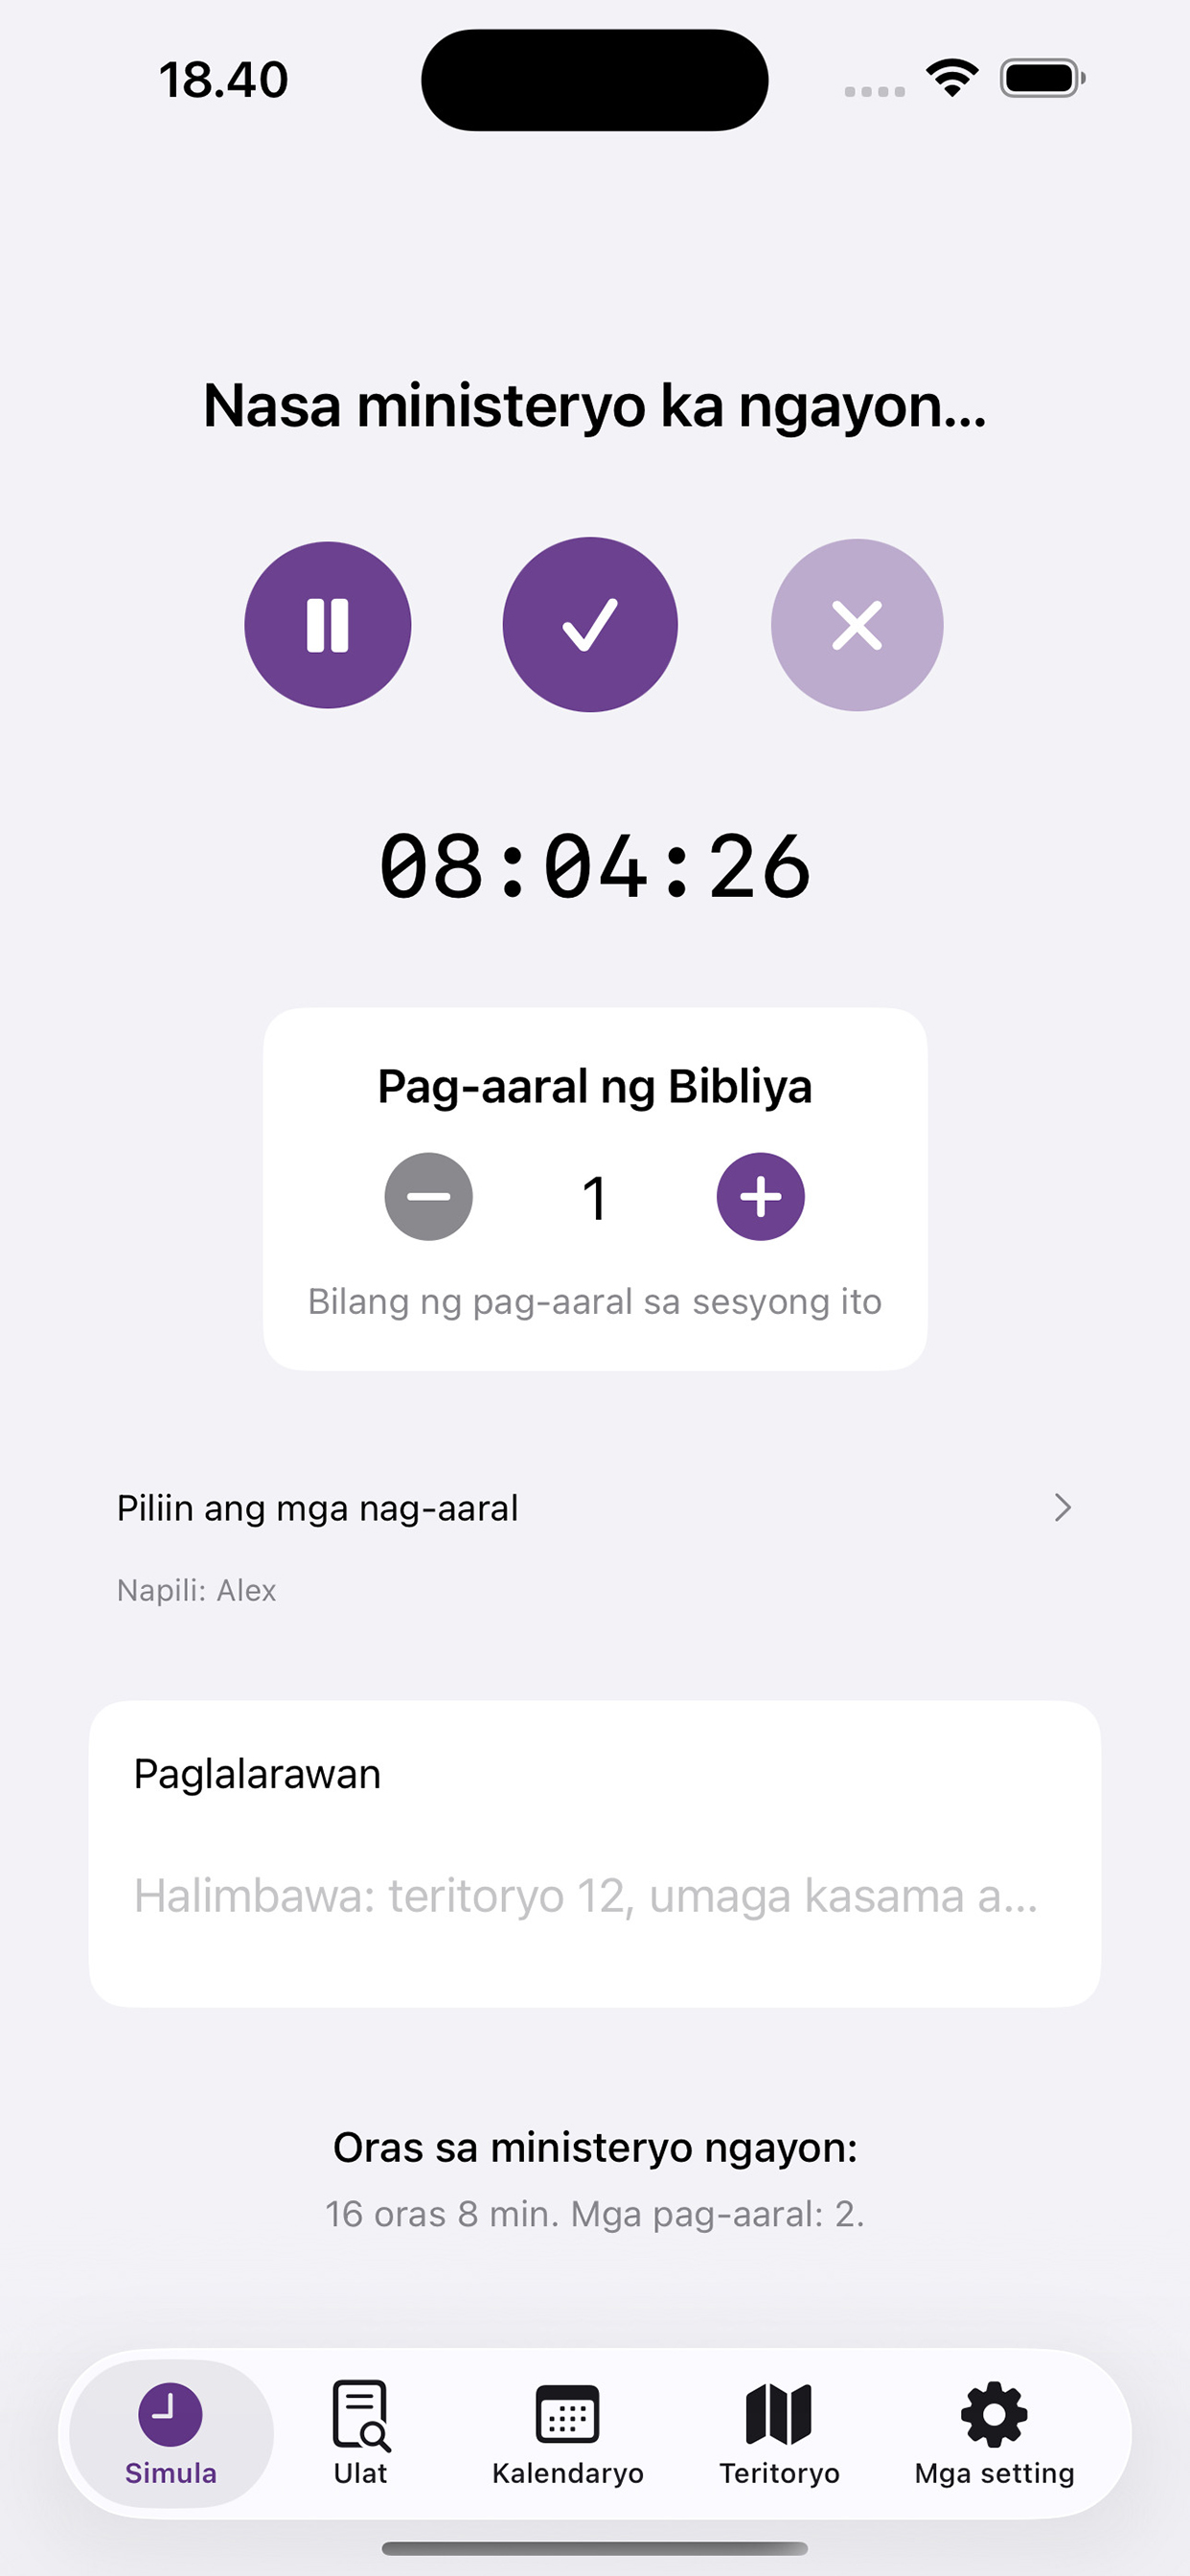 18.40
Nasa ministeryo ka ngayon...
08:04:26
Pag-aaral ng Bibliya
1
Bilang ng pag-aaral sa sesyong ito
Piliin ang mga nag-aaral
Napili: Alex
Paglalarawan
Halimbawa: teritoryo 12, umaga kasama a...
Oras sa ministeryo ngayon:
16 oras 8 min. Mga pag-aaral: 2.
Simula Ulat Kalendaryo Teritoryo Mga setting